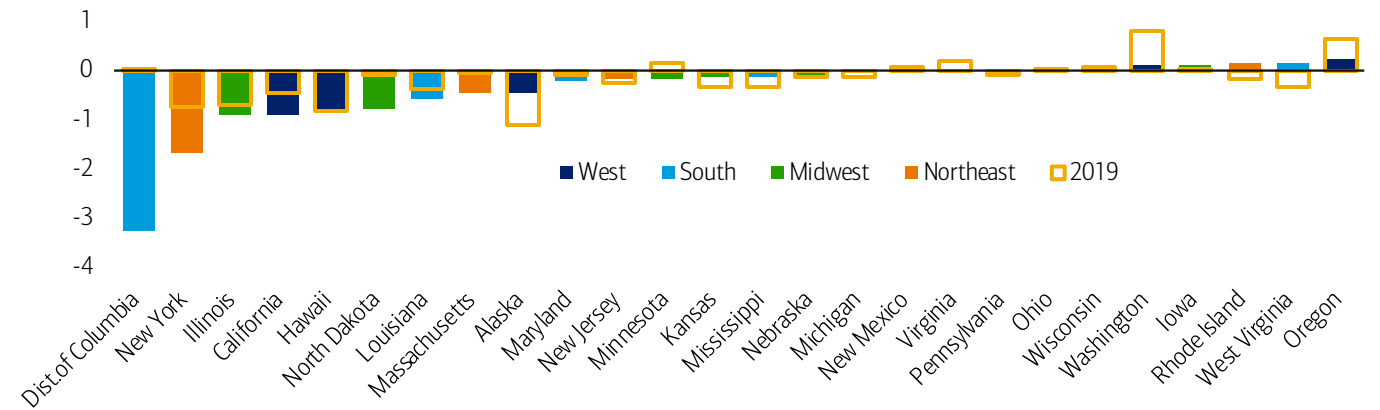 1
0
-1
-2
-3
-4
West
South
Midwest
Northeast
2019
Dist.of Columbia
New York
Illinois
California
Hawaii
North Dakota
Louisiana
Massachusetts
Alaska
Maryland
New Jersey
Minnesota
Kansas
Mississippi
Nebraska
Michigan
New Mexico
Virginia
Pennsylvania
Ohio
Wisconsin
Washington
Iowa
Rhode Island
West Virginia
Oregon